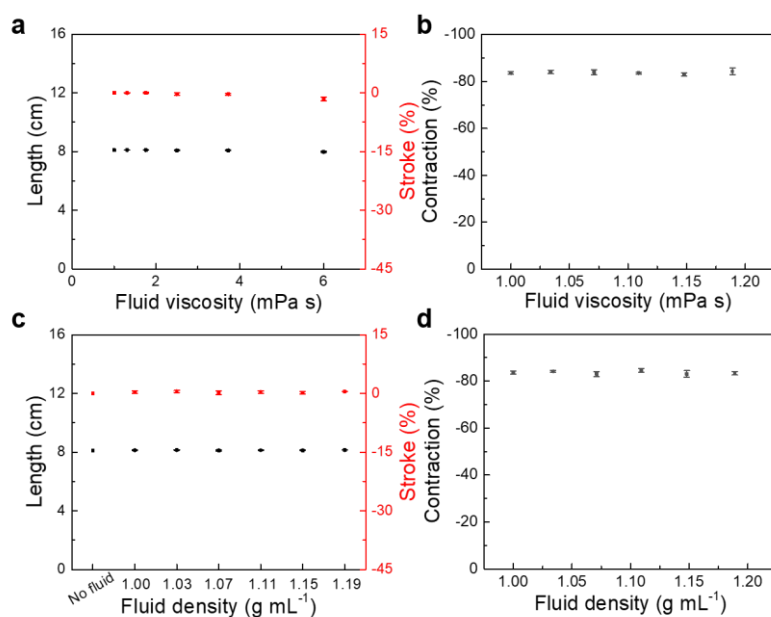 a
16
12
8
4
0
Length (cm)
15
0
-15
-30
-45
Stroke (%)
0 2 4 6
Fluid viscosity (mPa s)
b
-100
-80
-60
-40
-20
0
Contraction (%)
1.00 1.05 1.10 1.15 1.20
Fluid viscosity (mPa s)
c
16
12
8
4
0
Length (cm)
15
0
-15
-30
-45
Stroke (%)
No fluid 1.00 1.03 1.07 1.11 1.15 1.19
Fluid density (g mL⁻¹)
d
-100
-80
-60
-40
-20
0
Contraction (%)
1.00 1.05 1.10 1.15 1.20
Fluid density (g mL⁻¹)